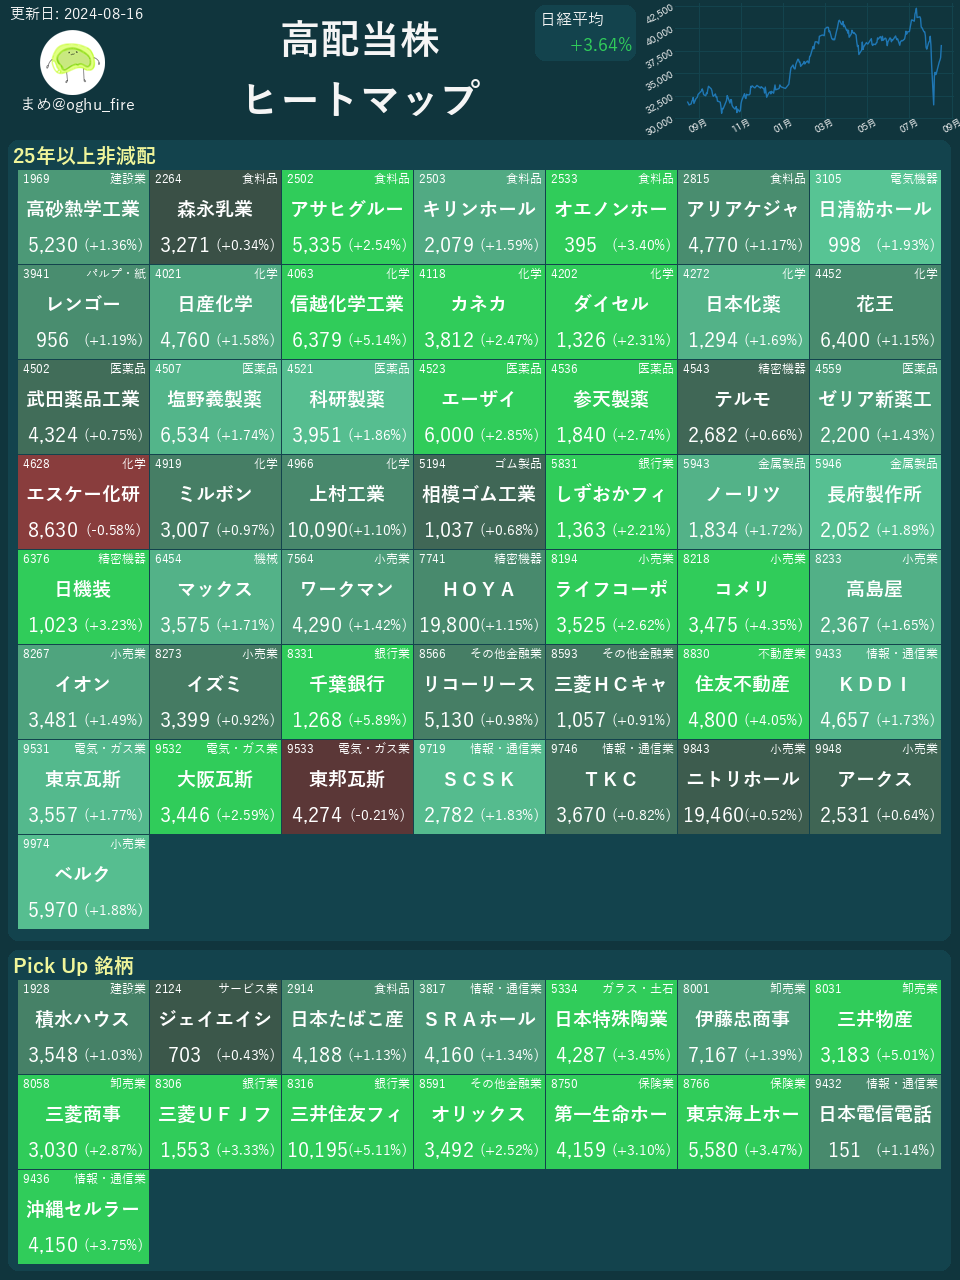 更新日: 2024-08-16
まめ@oghu_fire
高配当株
ヒートマップ
日経平均
+3.64%
42,500
40,000
37,500
35,000
32,500
30,000
09月 11月 01月 03月 05月 07月 09月
25年以上非減配
1969 建設業 2264 食料品 2502 食料品 2503 食料品 2533 食料品 2815 食料品 3105 電気機器
高砂熱学工業 森永乳業 アサヒグルー キリンホール オエノンホー アリアケジャ 日清紡ホール
5,230 (+1.36%) 3,271 (+0.34%) 5,335 (+2.54%) 2,079 (+1.59%) 395 (+3.40%) 4,770 (+1.17%) 998 (+1.93%)
3941 パルプ・紙 4021 化学 4063 化学 4118 化学 4202 化学 4272 化学 4452 化学
レンゴー 日産化学 信越化学工業 カネカ ダイセル 日本化薬 花王
956 (+1.19%) 4,760 (+1.58%) 6,379 (+5.14%) 3,812 (+2.47%) 1,326 (+2.31%) 1,294 (+1.69%) 6,400 (+1.15%)
4502 医薬品 4507 医薬品 4521 医薬品 4523 医薬品 4536 医薬品 4543 精密機器 4559 医薬品
武田薬品工業 塩野義製薬 科研製薬 エーザイ 参天製薬 テルモ ゼリア新薬工
4,324 (+0.75%) 6,534 (+1.74%) 3,951 (+1.86%) 6,000 (+2.85%) 1,840 (+2.74%) 2,682 (+0.66%) 2,200 (+1.43%)
4628 化学 4919 化学 4966 化学 5194 ゴム製品 5831 銀行業 5943 金属製品 5946 金属製品
エスケー化研 ミルボン 上村工業 相模ゴム工業 しずおかフィ ノーリツ 長府製作所
8,630 (-0.58%) 3,007 (+0.97%) 10,090(+1.10%) 1,037 (+0.68%) 1,363 (+2.21%) 1,834 (+1.72%) 2,052 (+1.89%)
6376 精密機器 6454 機械 7564 小売業 7741 精密機器 8194 小売業 8218 小売業 8233 小売業
日機装 マックス ワークマン ＨＯＹＡ ライフコーポ コメリ 高島屋
1,023 (+3.23%) 3,575 (+1.71%) 4,290 (+1.42%) 19,800(+1.15%) 3,525 (+2.62%) 3,475 (+4.35%) 2,367 (+1.65%)
8267 小売業 8273 小売業 8331 銀行業 8566 その他金融業 8593 その他金融業 8830 不動産業 9433 情報・通信業
イオン イズミ 千葉銀行 リコーリース 三菱ＨＣキャ 住友不動産 ＫＤＤＩ
3,481 (+1.49%) 3,399 (+0.92%) 1,268 (+5.89%) 5,130 (+0.98%) 1,057 (+0.91%) 4,800 (+4.05%) 4,657 (+1.73%)
9531 電気・ガス業 9532 電気・ガス業 9533 電気・ガス業 9719 情報・通信業 9746 情報・通信業 9843 小売業 9948 小売業
東京瓦斯 大阪瓦斯 東邦瓦斯 ＳＣＳＫ ＴＫＣ ニトリホール アークス
3,557 (+1.77%) 3,446 (+2.59%) 4,274 (-0.21%) 2,782 (+1.83%) 3,670 (+0.82%) 19,460(+0.52%) 2,531 (+0.64%)
9974 小売業
ベルク
5,970 (+1.88%)
Pick Up 銘柄
1928 建設業 2124 サービス業 2914 食料品 3817 情報・通信業 5334 ガラス・土石 8001 卸売業 8031 卸売業
積水ハウス ジェイエイシ 日本たばこ産 ＳＲＡホール 日本特殊陶業 伊藤忠商事 三井物産
3,548 (+1.03%) 703 (+0.43%) 4,188 (+1.13%) 4,160 (+1.34%) 4,287 (+3.45%) 7,167 (+1.39%) 3,183 (+5.01%)
8058 卸売業 8306 銀行業 8316 銀行業 8591 その他金融業 8750 保険業 8766 保険業 9432 情報・通信業
三菱商事 三菱ＵＦＪフ 三井住友フィ オリックス 第一生命ホー 東京海上ホー 日本電信電話
3,030 (+2.87%) 1,553 (+3.33%) 10,195(+5.11%) 3,492 (+2.52%) 4,159 (+3.10%) 5,580 (+3.47%) 151 (+1.14%)
9436 情報・通信業
沖縄セルラー
4,150 (+3.75%)